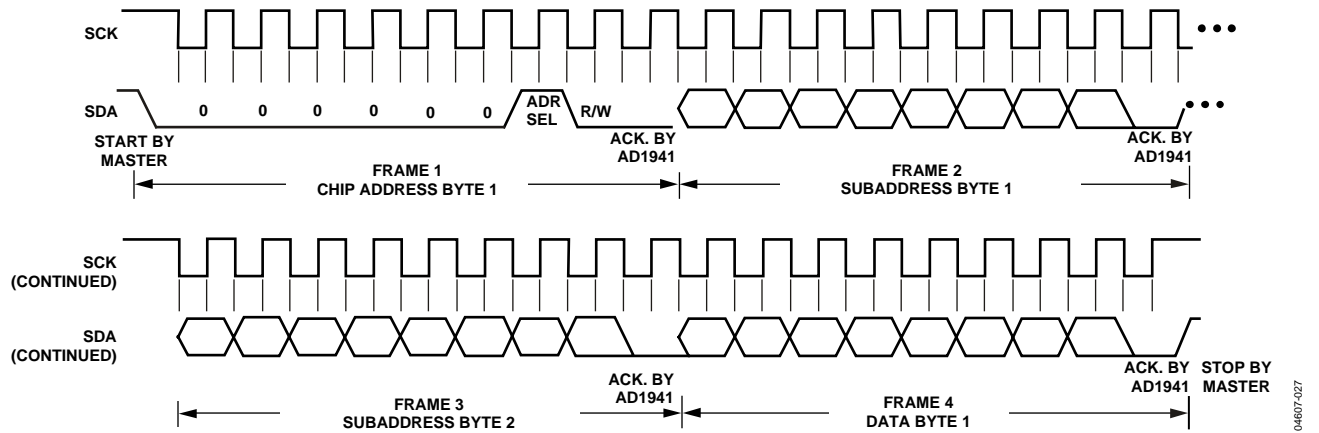 SCK
SDA
0 0 0 0 0 0
ADR
SEL
R/W
START BY
MASTER
ACK. BY
AD1941
ACK. BY
AD1941
FRAME 1
CHIP ADDRESS BYTE 1
FRAME 2
SUBADDRESS BYTE 1
SCK
(CONTINUED)
SDA
(CONTINUED)
ACK. BY
AD1941
ACK. BY
AD1941
STOP BY
MASTER
FRAME 3
SUBADDRESS BYTE 2
FRAME 4
DATA BYTE 1
04607-027